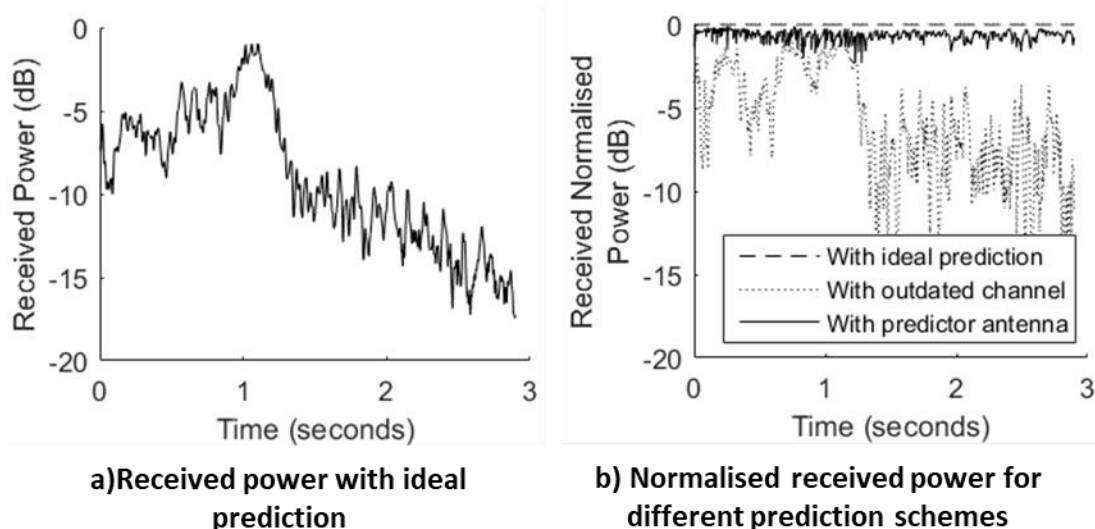 0
-5
-10
-15
-20
Received Power (dB)
0
1
2
3
Time (seconds)
a)Received power with ideal
prediction
0
-5
-10
-15
-20
Received Normalised
Power (dB)
With ideal prediction
With outdated channel
With predictor antenna
0
1
2
3
Time (seconds)
b) Normalised received power for
different prediction schemes